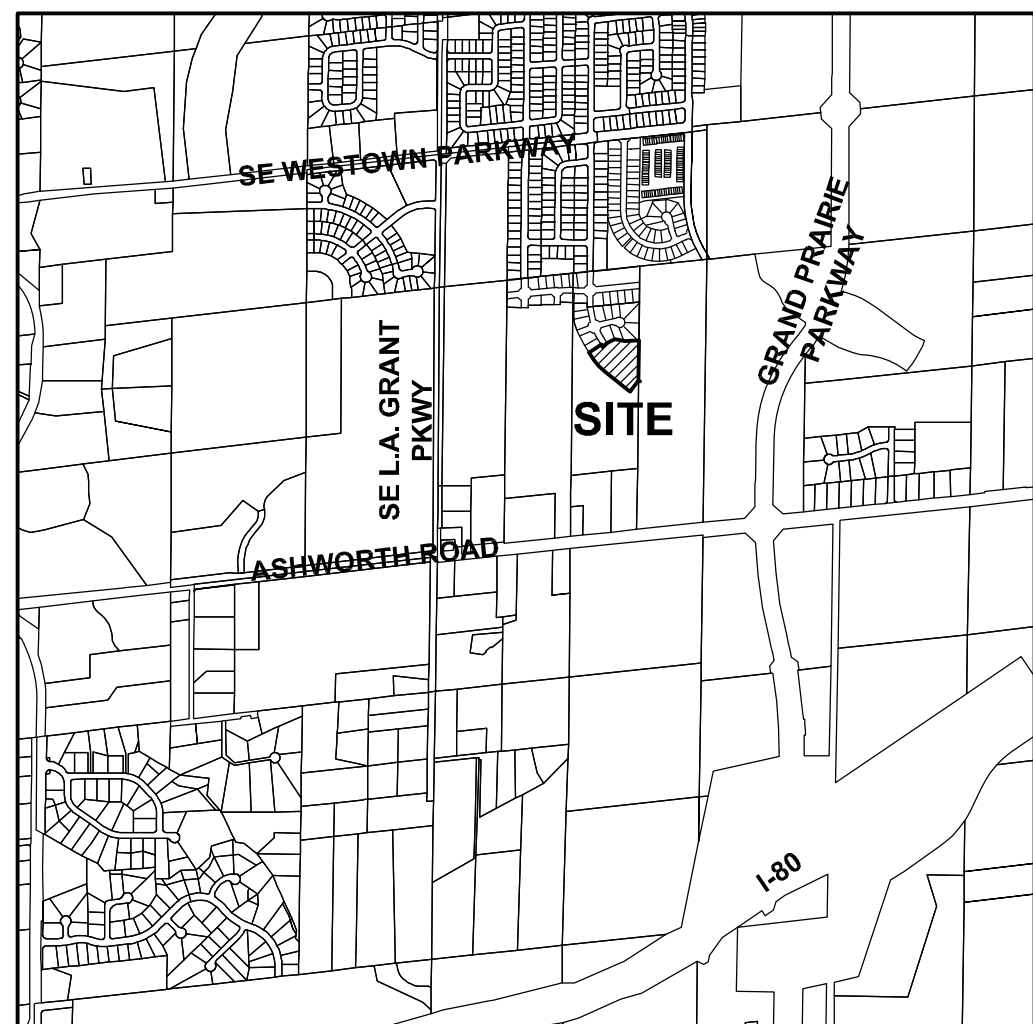 SE WESTOWN PARKWAY
GRAND PRAIRIE
PARKWAY
SE L.A. GRANT
PKWY
SITE
ASHWORTH ROAD
I-80